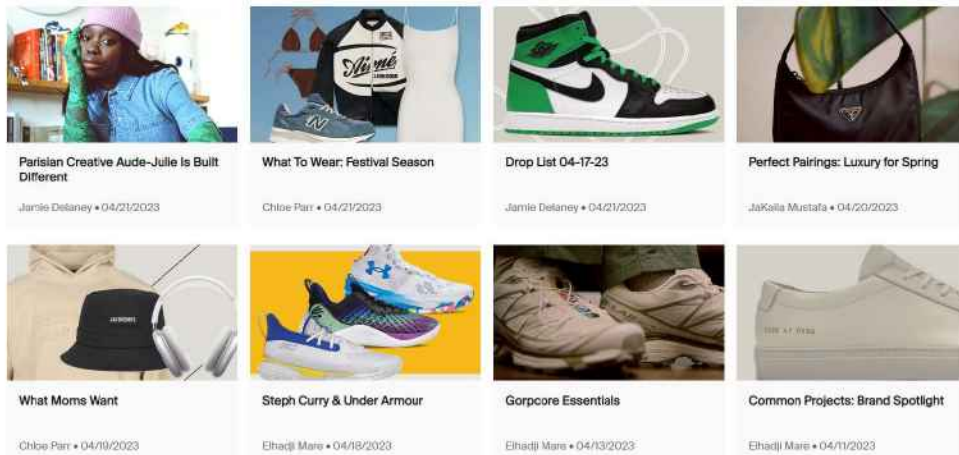 Parisian Creative Aude-Julie Is Built
Different
Jamie Delaney • 04/21/2023
What To Wear: Festival Season
Chloe Parr • 04/21/2023
Drop List 04-17-23
Jamie Delaney • 04/21/2023
Perfect Pairings: Luxury for Spring
JaKaila Mustafa • 04/20/2023
What Moms Want
Chloe Parr • 04/19/2023
Steph Curry & Under Armour
Elhadji Mare • 04/18/2023
Gorpcore Essentials
Elhadji Mare • 04/13/2023
Common Projects: Brand Spotlight
Elhadji Mare • 04/11/2023